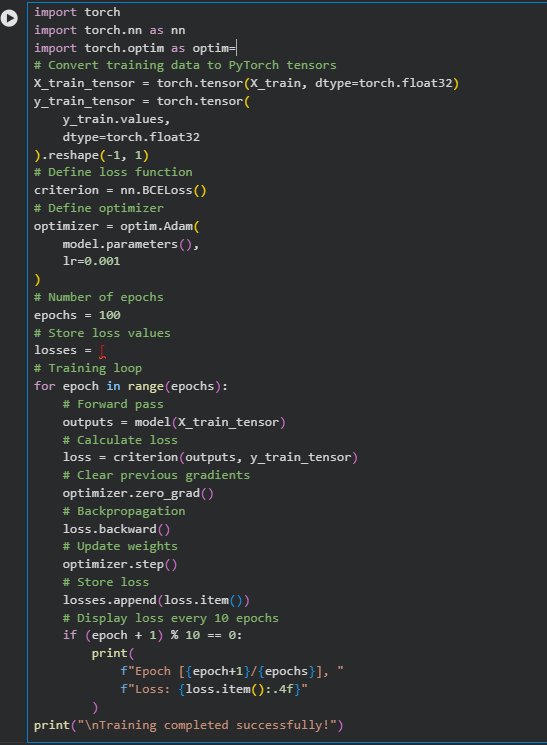 import torch
import torch.nn as nn
import torch.optim as optim=
# Convert training data to PyTorch tensors
X_train_tensor = torch.tensor(X_train, dtype=torch.float32)
y_train_tensor = torch.tensor(
    y_train.values,
    dtype=torch.float32
).reshape(-1, 1)
# Define loss function
criterion = nn.BCELoss()
# Define optimizer
optimizer = optim.Adam(
    model.parameters(),
    lr=0.001
)
# Number of epochs
epochs = 100
# Store loss values
losses =
# Training loop
for epoch in range(epochs):
    # Forward pass
    outputs = model(X_train_tensor)
    # Calculate loss
    loss = criterion(outputs, y_train_tensor)
    # Clear previous gradients
    optimizer.zero_grad()
    # Backpropagation
    loss.backward()
    # Update weights
    optimizer.step()
    # Store loss
    losses.append(loss.item())
    # Display loss every 10 epochs
    if (epoch + 1) % 10 == 0:
        print(
            f"Epoch [{epoch+1}/{epochs}], "
            f"Loss: {loss.item():.4f}"
        )
print("\nTraining completed successfully!")